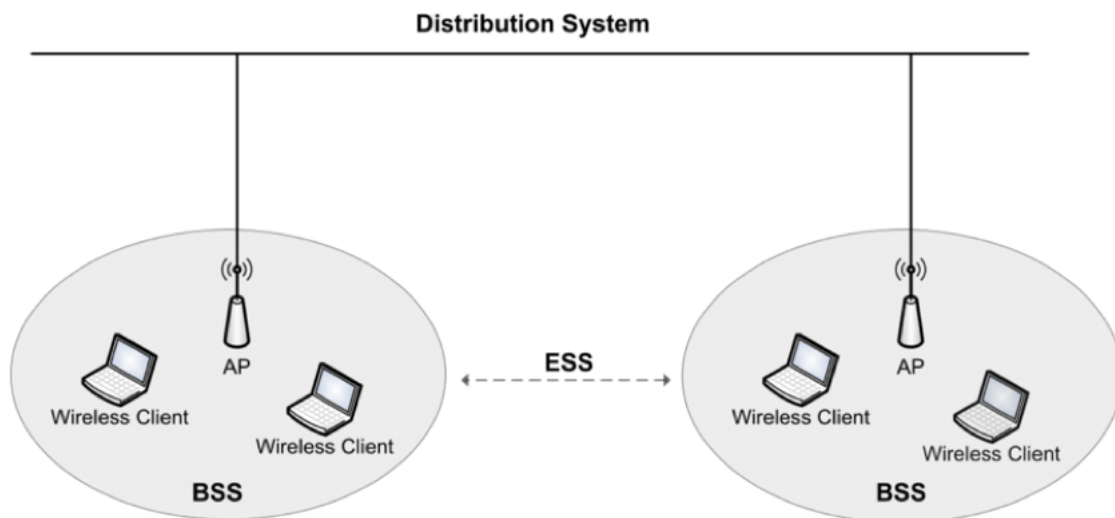 Distribution System
AP
Wireless Client
Wireless Client
BSS
ESS
AP
Wireless Client
Wireless Client
BSS